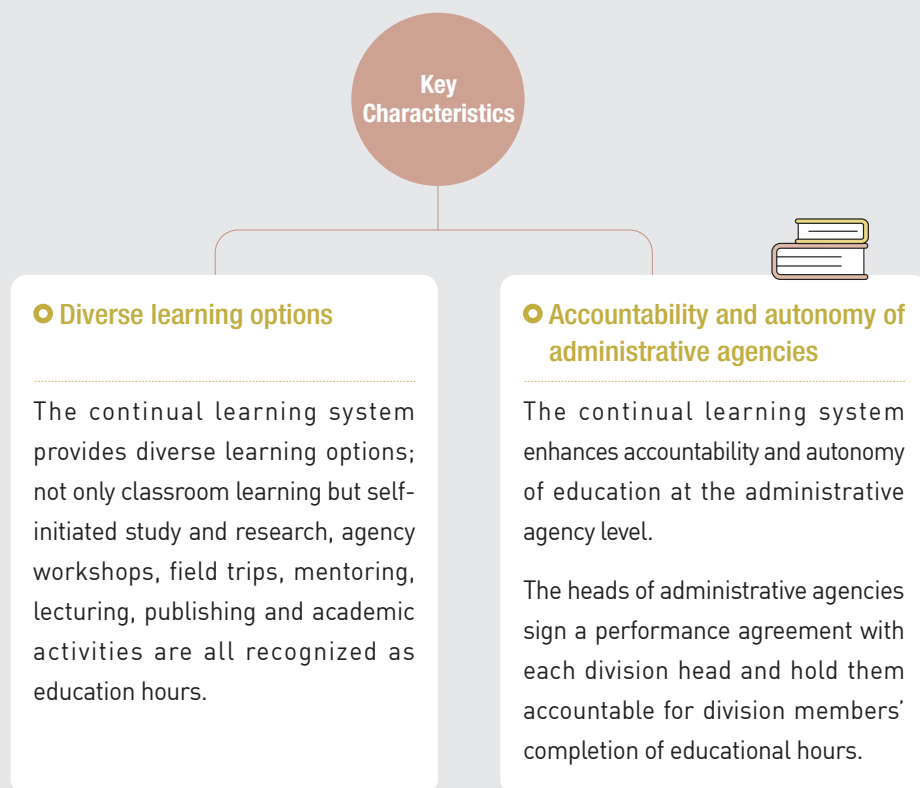 Key
Characteristics
Diverse learning options
The continual learning system
provides diverse learning options;
not only classroom learning but self-
initiated study and research, agency
workshops, field trips, mentoring,
lecturing, publishing and academic
activities are all recognized as
education hours.
Accountability and autonomy of
administrative agencies
The continual learning system
enhances accountability and autonomy
of education at the administrative
agency level.
The heads of administrative agencies
sign a performance agreement with
each division head and hold them
accountable for division members’
completion of educational hours.